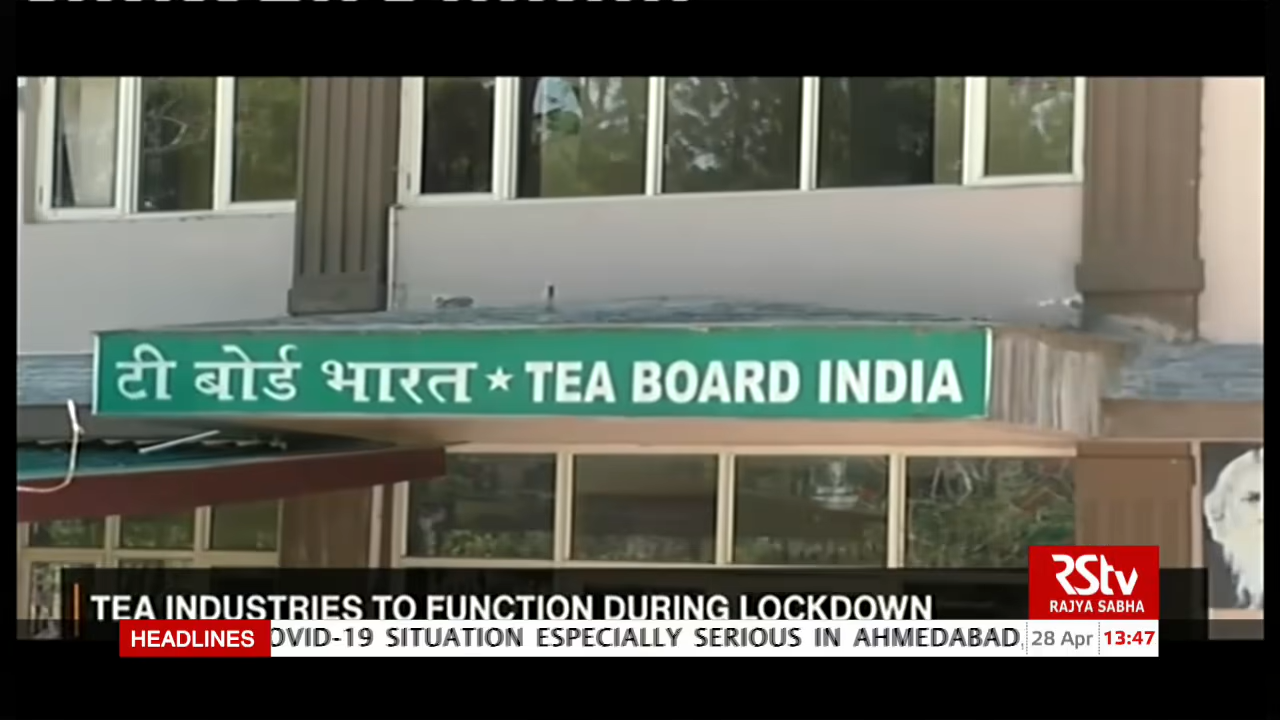 टी बोर्ड भारत ★ TEA BOARD INDIA
TEA INDUSTRIES TO FUNCTION DURING LOCKDOWN
RStv
RAJYA SABHA
HEADLINES OVID-19 SITUATION ESPECIALLY SERIOUS IN AHMEDABAD, 28 Apr 13:47